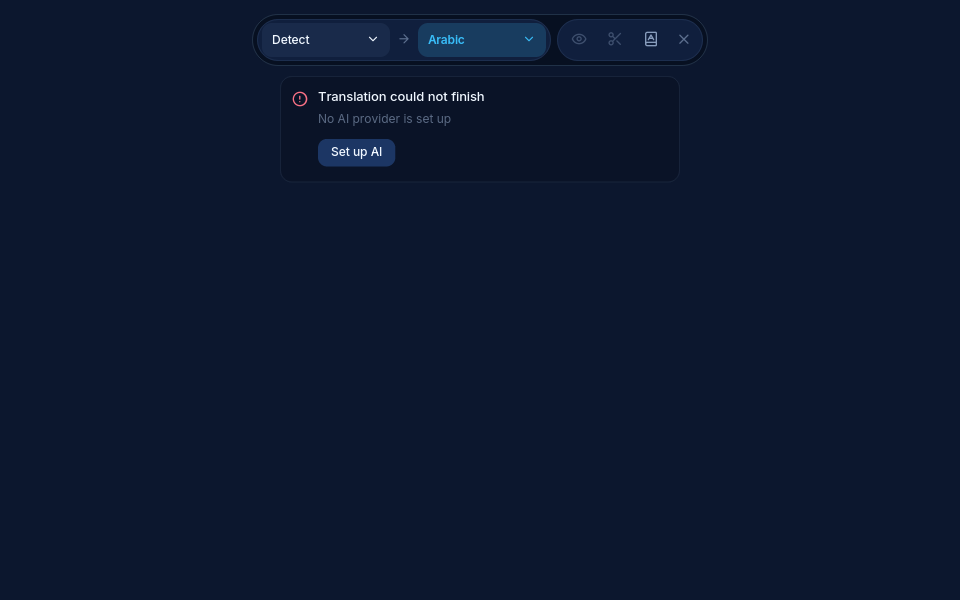 Detect
Arabic
Translation could not finish
No AI provider is set up
Set up AI